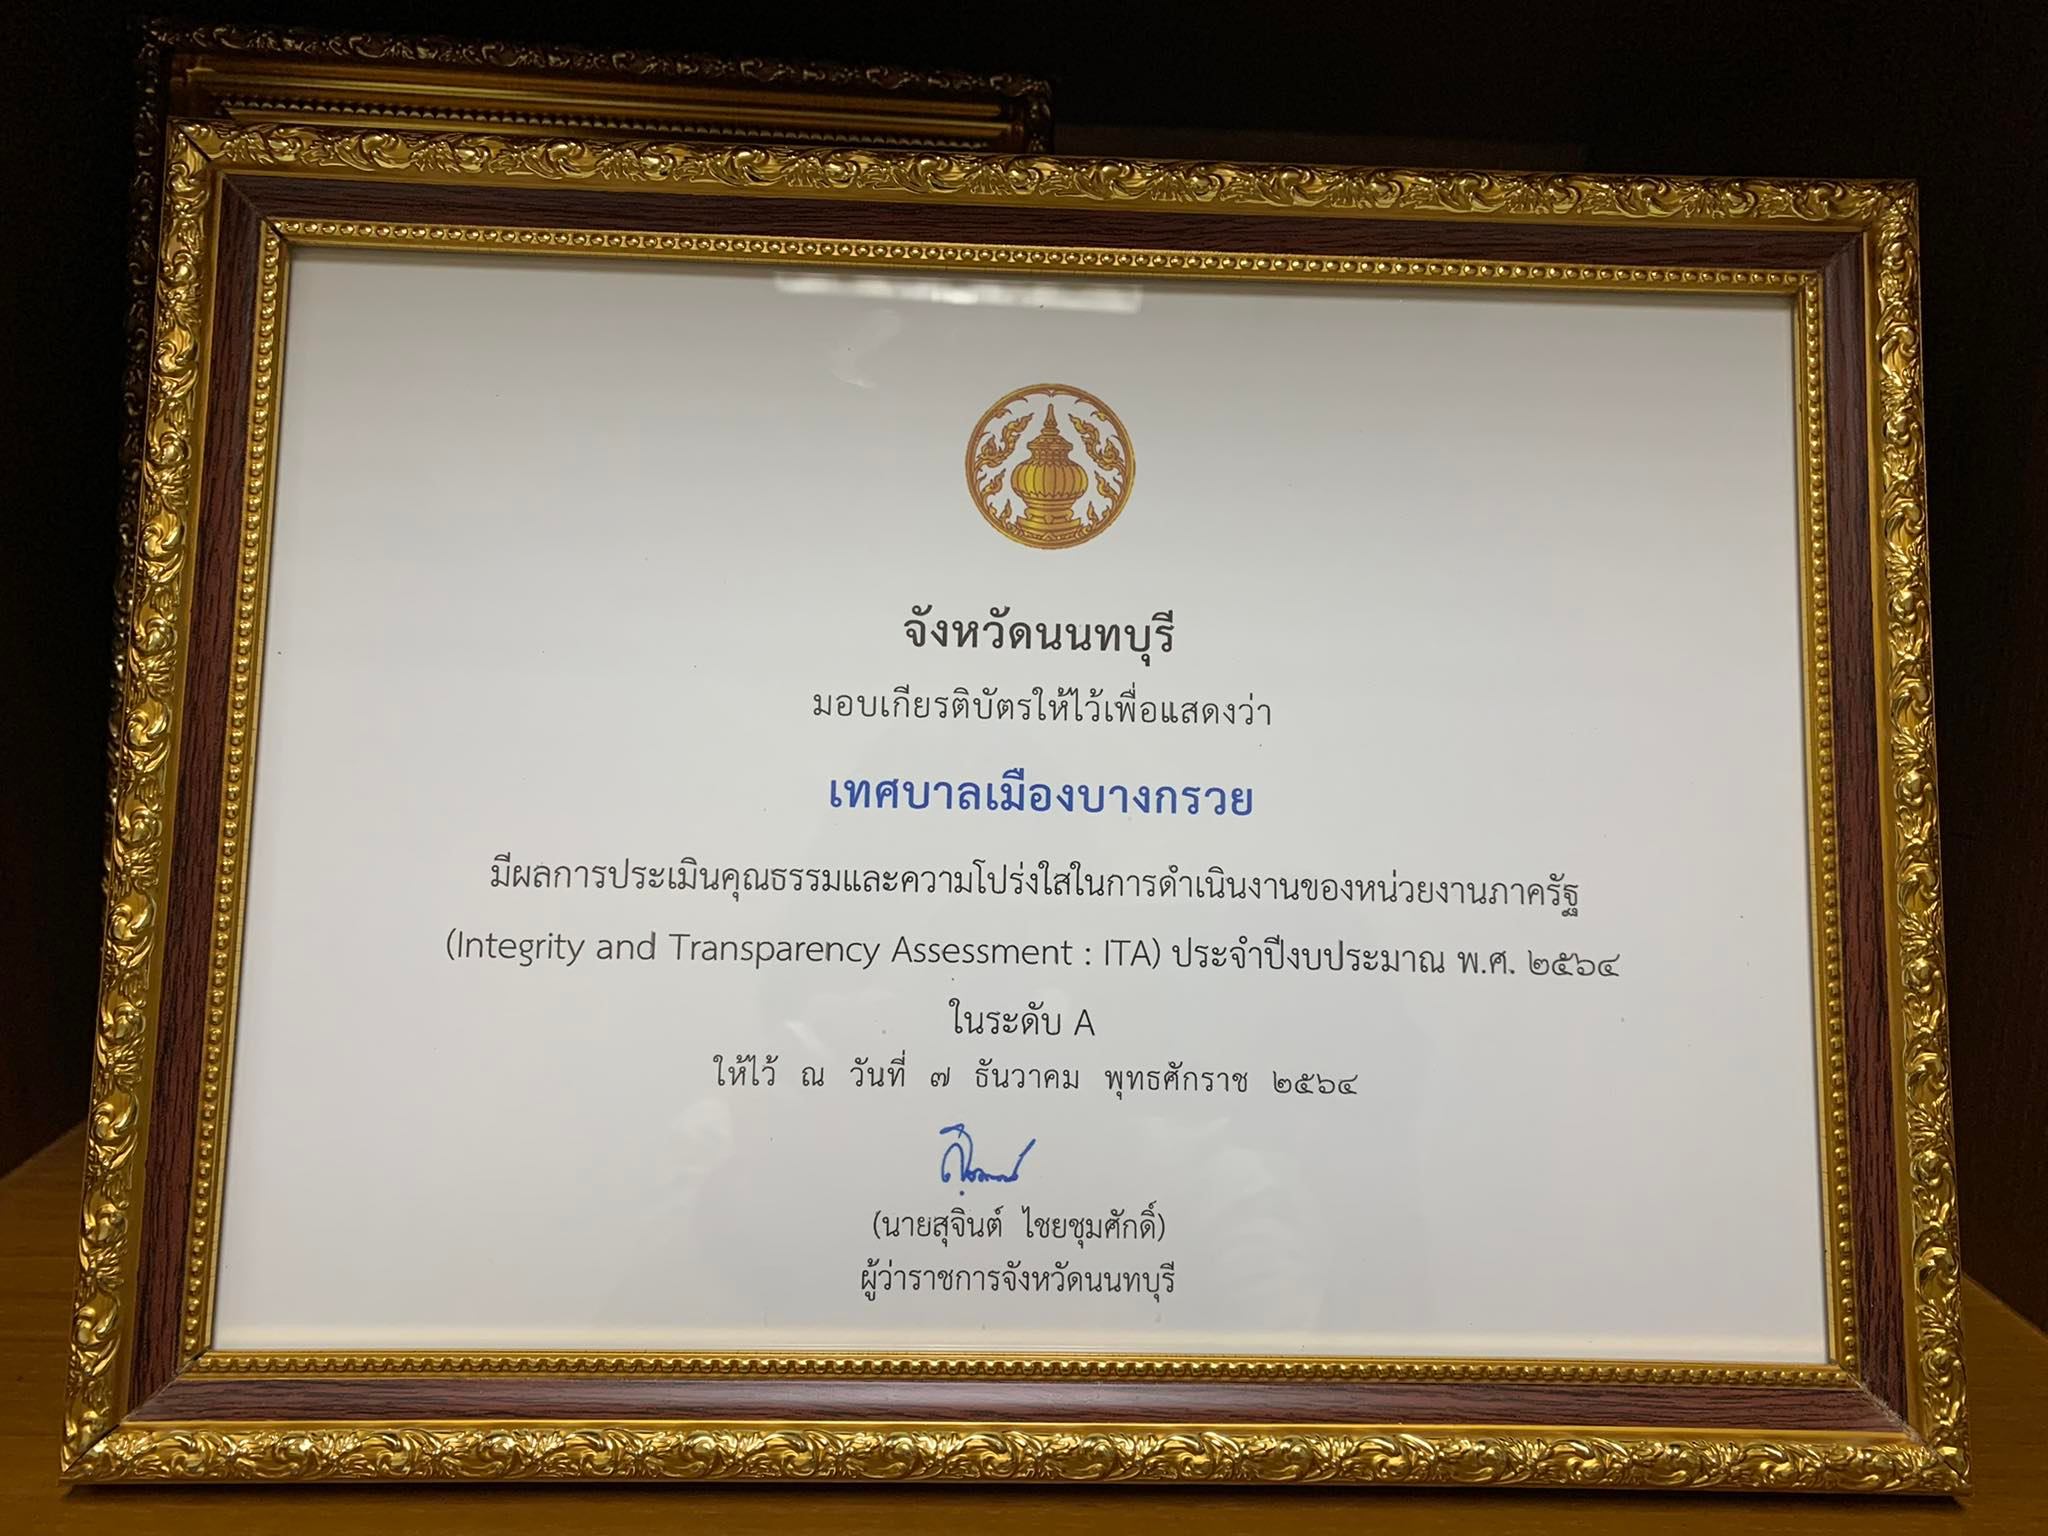 จังหวัดนนทบุรี
มอบเกียรติบัตรให้ไว้เพื่อแสดงว่า
เทศบาลเมืองบางกรวย
มีผลการประเมินคุณธรรมและความโปร่งใสในการดำเนินงานของหน่วยงานภาครัฐ
(Integrity and Transparency Assessment : ITA) ประจำปีงบประมาณ พ.ศ. ๒๕๖๔
ในระดับ A
ให้ไว้ ณ วันที่ ๗ ธันวาคม พุทธศักราช ๒๕๖๔
(นายสุจินต์ ไชยชุมศักดิ์)
ผู้ว่าราชการจังหวัดนนทบุรี